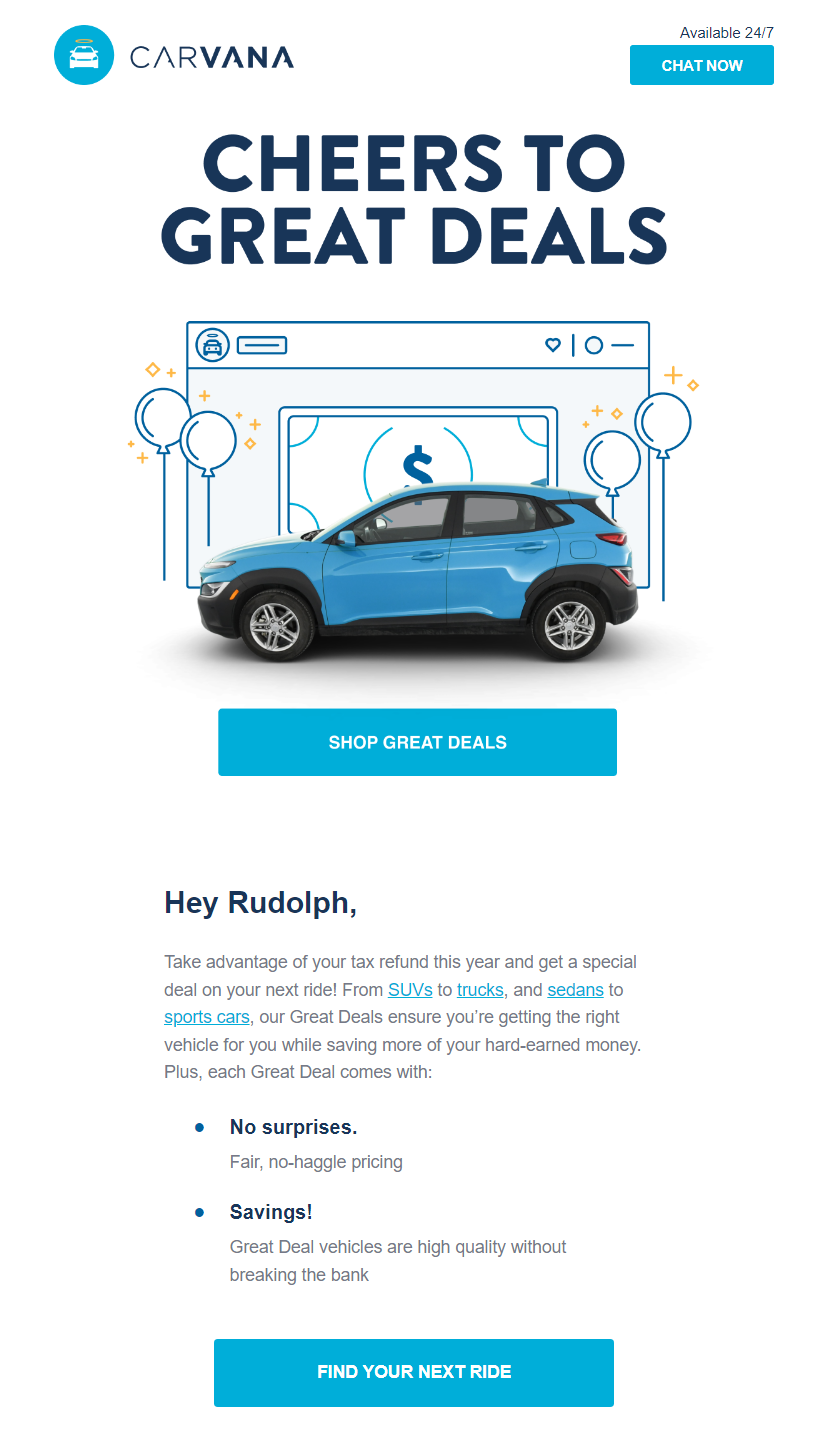 CARVANA
Available 24/7
CHAT NOW
CHEERS TO
GREAT DEALS
$
SHOP GREAT DEALS
Hey Rudolph,
Take advantage of your tax refund this year and get a special
deal on your next ride! From SUVs to trucks, and sedans to
sports cars, our Great Deals ensure you’re getting the right
vehicle for you while saving more of your hard-earned money.
Plus, each Great Deal comes with:
• No surprises.
Fair, no-haggle pricing
• Savings!
Great Deal vehicles are high quality without
breaking the bank
FIND YOUR NEXT RIDE